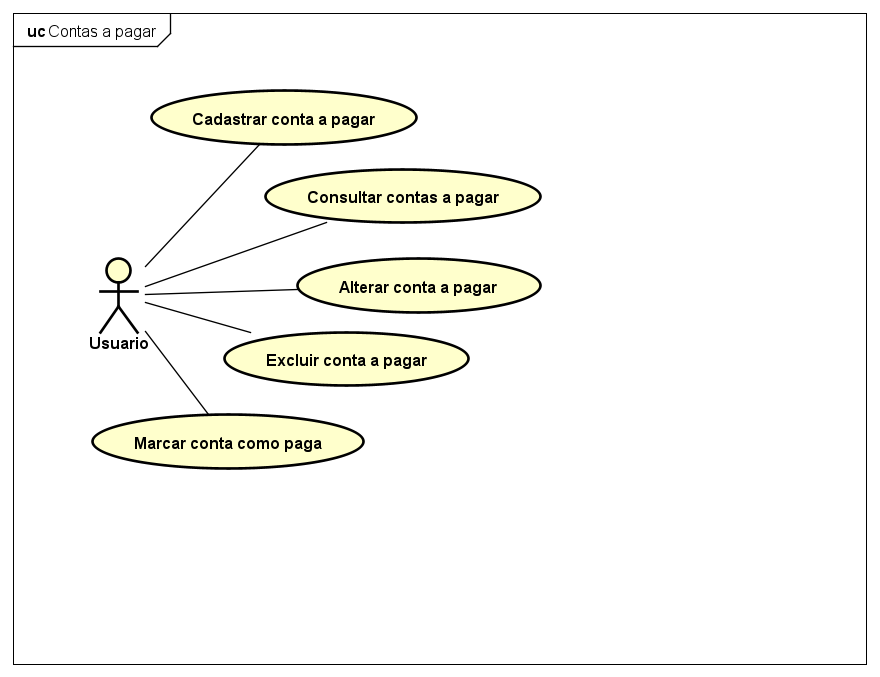 uc Contas a pagar
Cadastrar conta a pagar
Consultar contas a pagar
Alterar conta a pagar
Usuario
Excluir conta a pagar
Marcar conta como paga